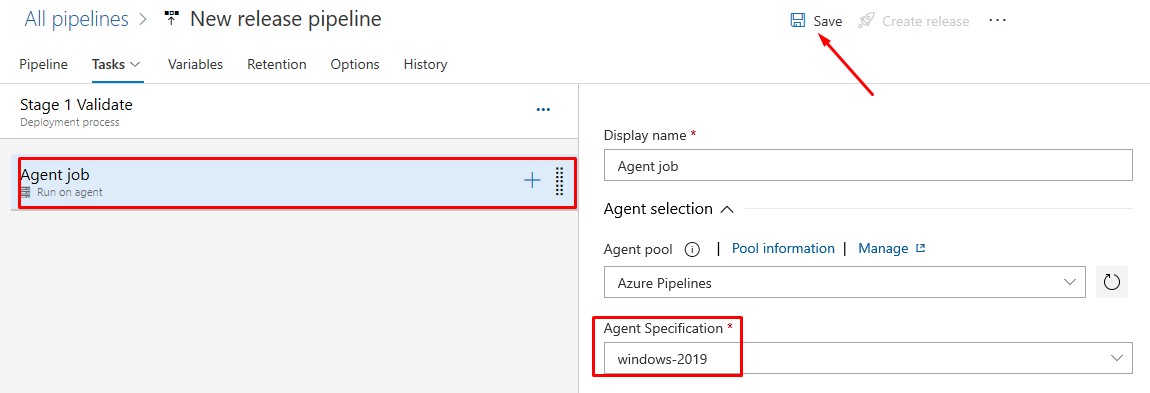 All pipelines > New release pipeline
Save Create release ...
Pipeline Tasks Variables Retention Options History
Stage 1 Validate
Deployment process
...
Agent job
Run on agent
Display name *
Agent job
Agent selection
Agent pool | Pool information | Manage
Azure Pipelines
Agent Specification *
windows-2019